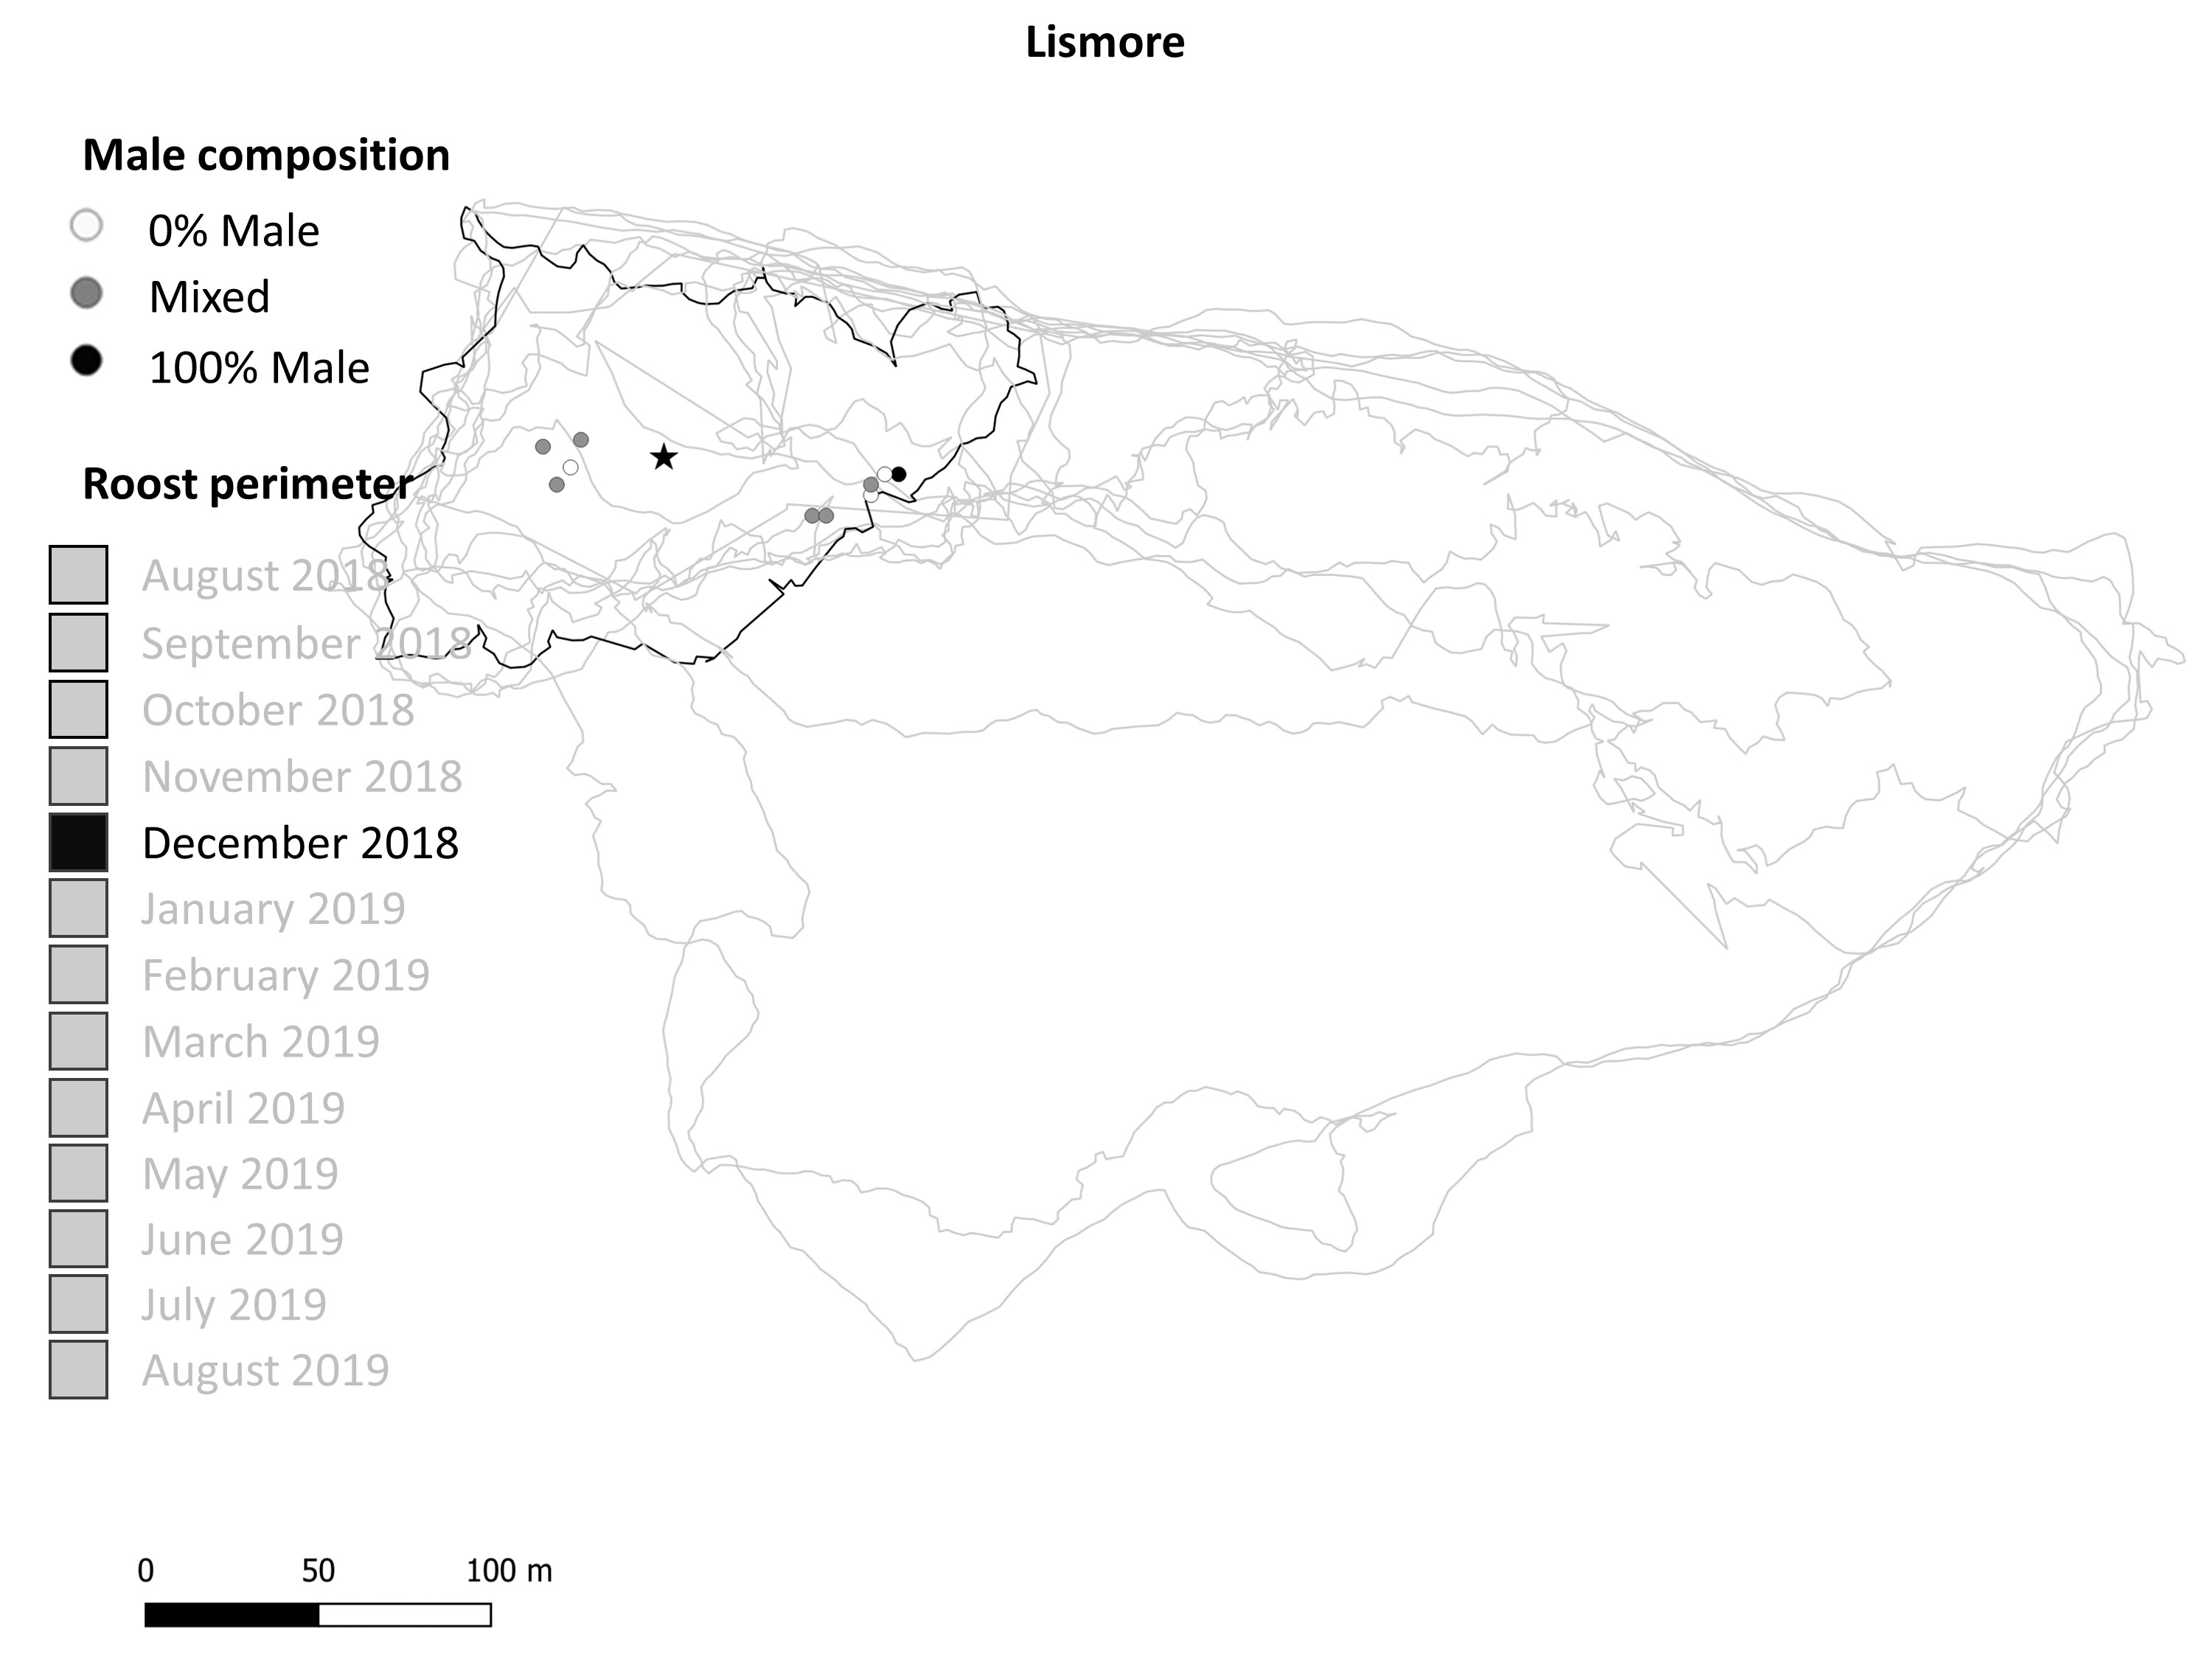 Lismore
Male composition
0% Male
Mixed
100% Male
Roost perimeter
August 2018
September 2018
October 2018
November 2018
December 2018
January 2019
February 2019
March 2019
April 2019
May 2019
June 2019
July 2019
August 2019
0 50 100 m